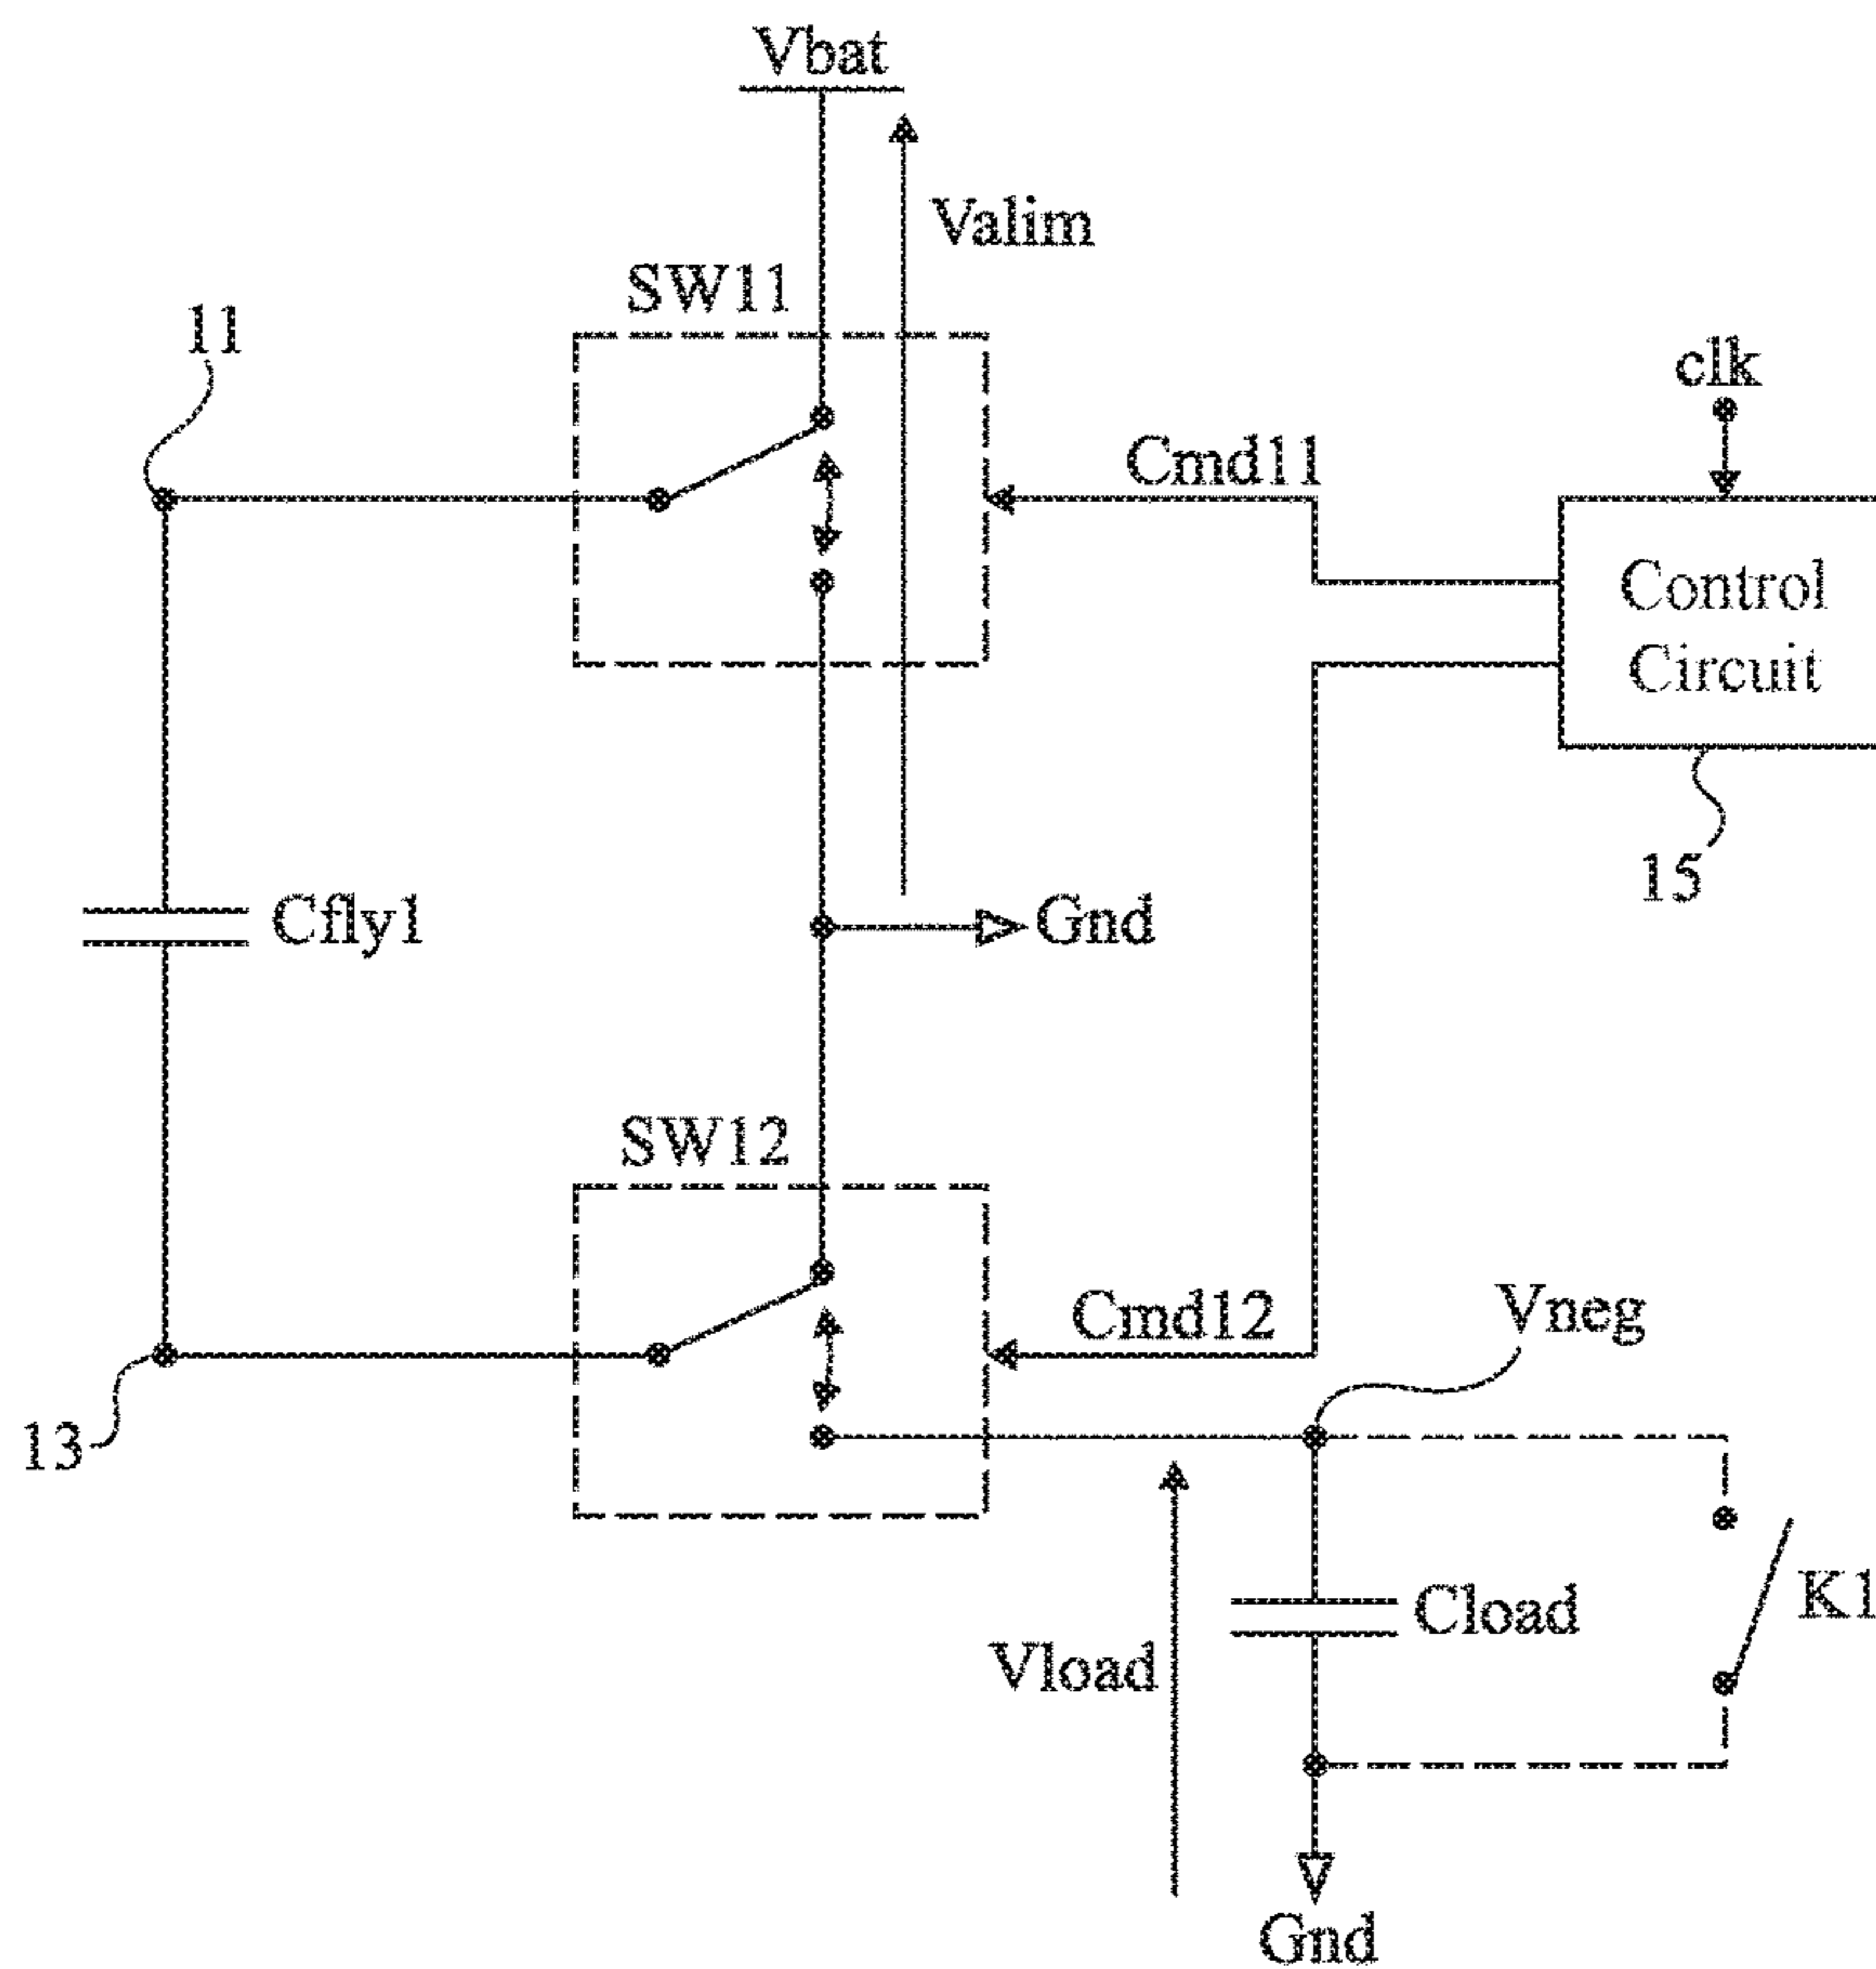 Vbat
Valim
SW11
11
clk
Cmd11
Control
Circuit
15
Cfly1
Gnd
SW12
Cmd12
Vneg
13
Cload
K1
Vload
Gnd